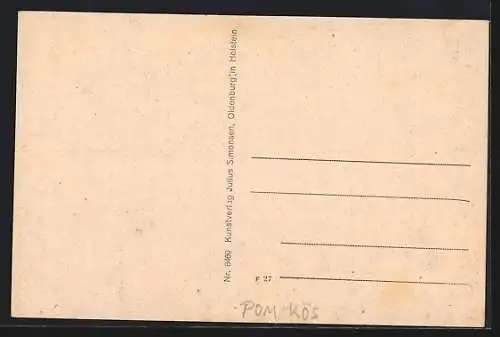 Nr. 8469 Kunstverlag Julius Simonsen, Oldenburg in Holstein.
F 27
POM KÖS